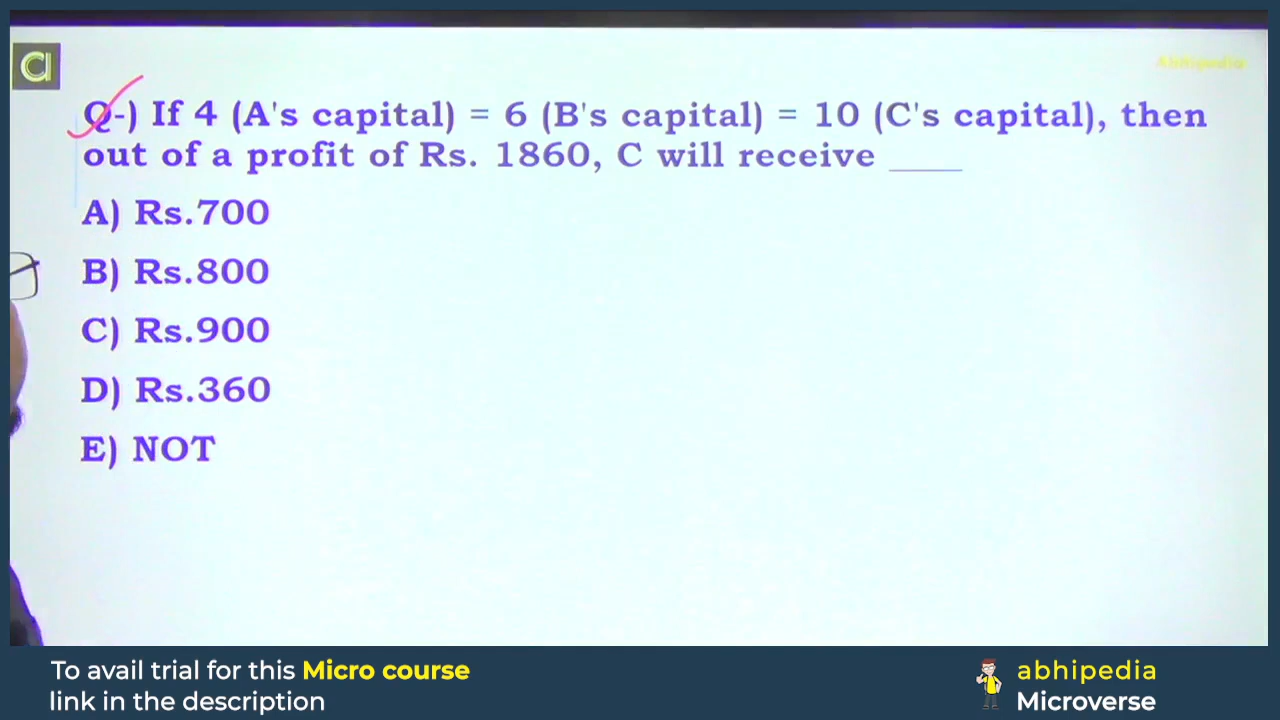 Abhipedia
Q-) If 4 (A's capital) = 6 (B's capital) = 10 (C's capital), then
out of a profit of Rs. 1860, C will receive ____
A) Rs.700
B) Rs.800
C) Rs.900
D) Rs.360
E) NOT
To avail trial for this Micro course
link in the description
abhipedia
Microverse